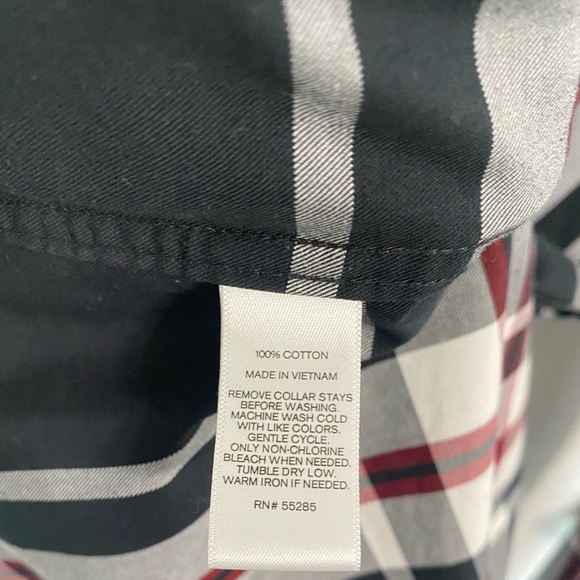 100% COTTON
MADE IN VIETNAM
REMOVE COLLAR STAYS
BEFORE WASHING.
MACHINE WASH COLD
WITH LIKE COLORS.
GENTLE CYCLE.
ONLY NON-CHLORINE
BLEACH WHEN NEEDED.
TUMBLE DRY LOW.
WARM IRON IF NEEDED.
RN# 55285